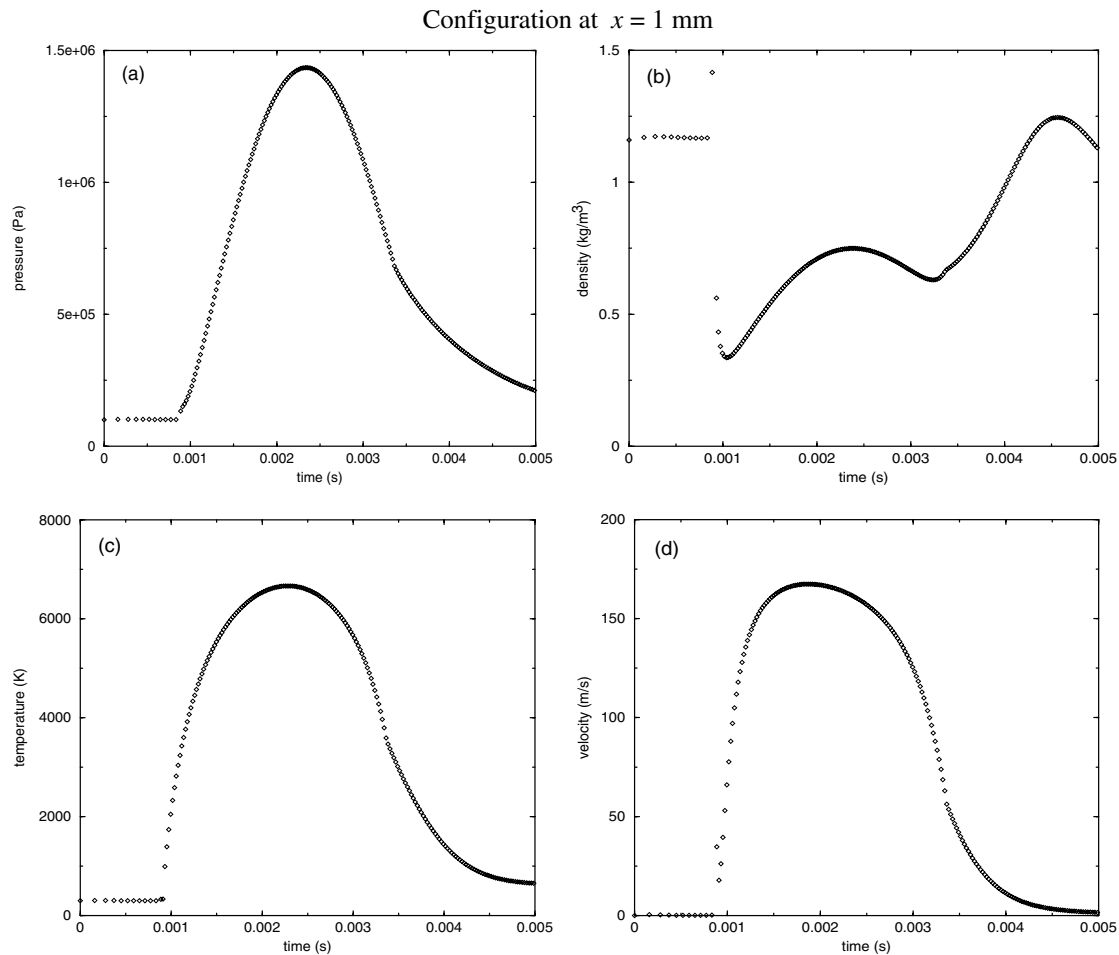 Configuration at x = 1 mm
(a)
1.5e+06
1e+06
5e+05
0
pressure (Pa)
0 0.001 0.002 0.003 0.004 0.005
time (s)
(b)
1.5
1
0.5
0
density (kg/m³)
0 0.001 0.002 0.003 0.004 0.005
time (s)
(c)
8000
6000
4000
2000
0
temperature (K)
0 0.001 0.002 0.003 0.004 0.005
time (s)
(d)
200
150
100
50
0
velocity (m/s)
0 0.001 0.002 0.003 0.004 0.005
time (s)